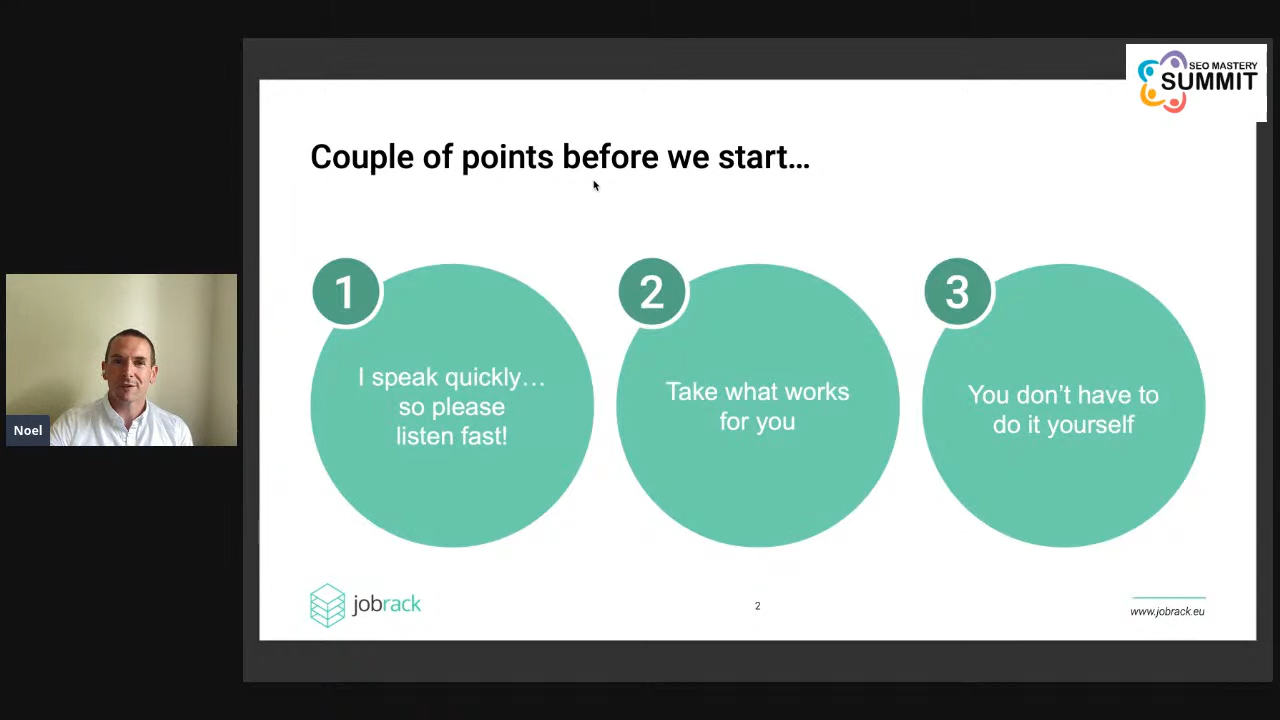 SEO MASTERY
SUMMIT
Couple of points before we start...
1
I speak quickly…
so please
listen fast!
2
Take what works
for you
3
You don't have to
do it yourself
Noel
jobrack
2
www.jobrack.eu